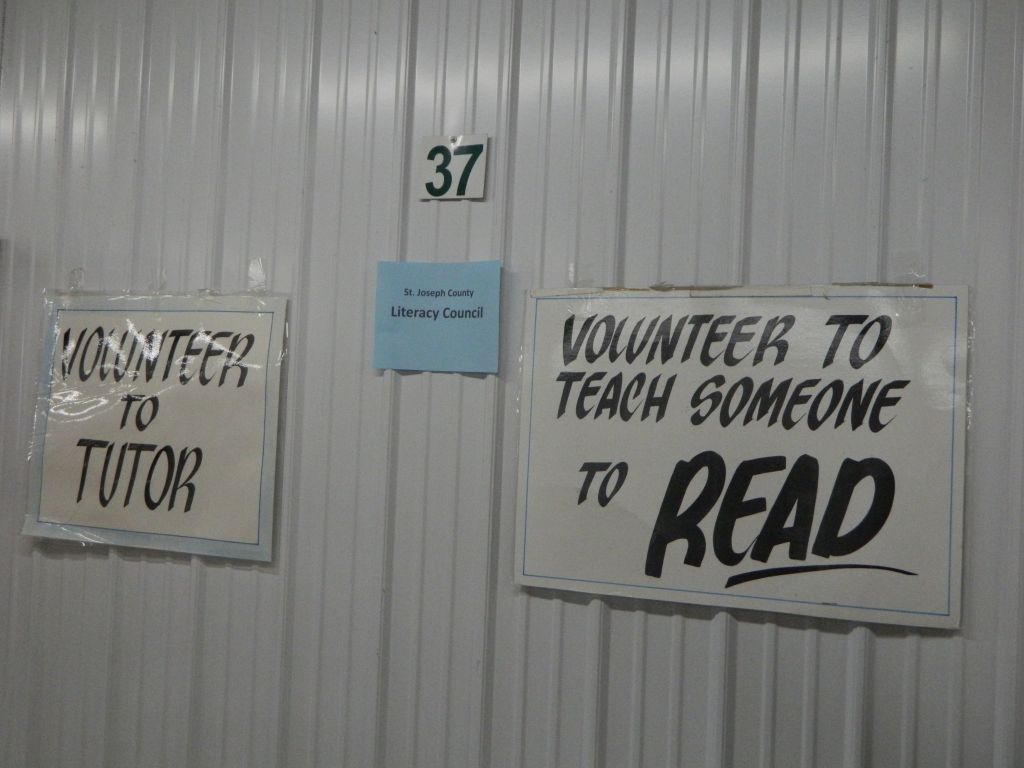 37
St. Joseph County
Literacy Council
VOLUNTEER
TO
TUTOR
VOLUNTEER TO
TEACH SOMEONE
TO READ